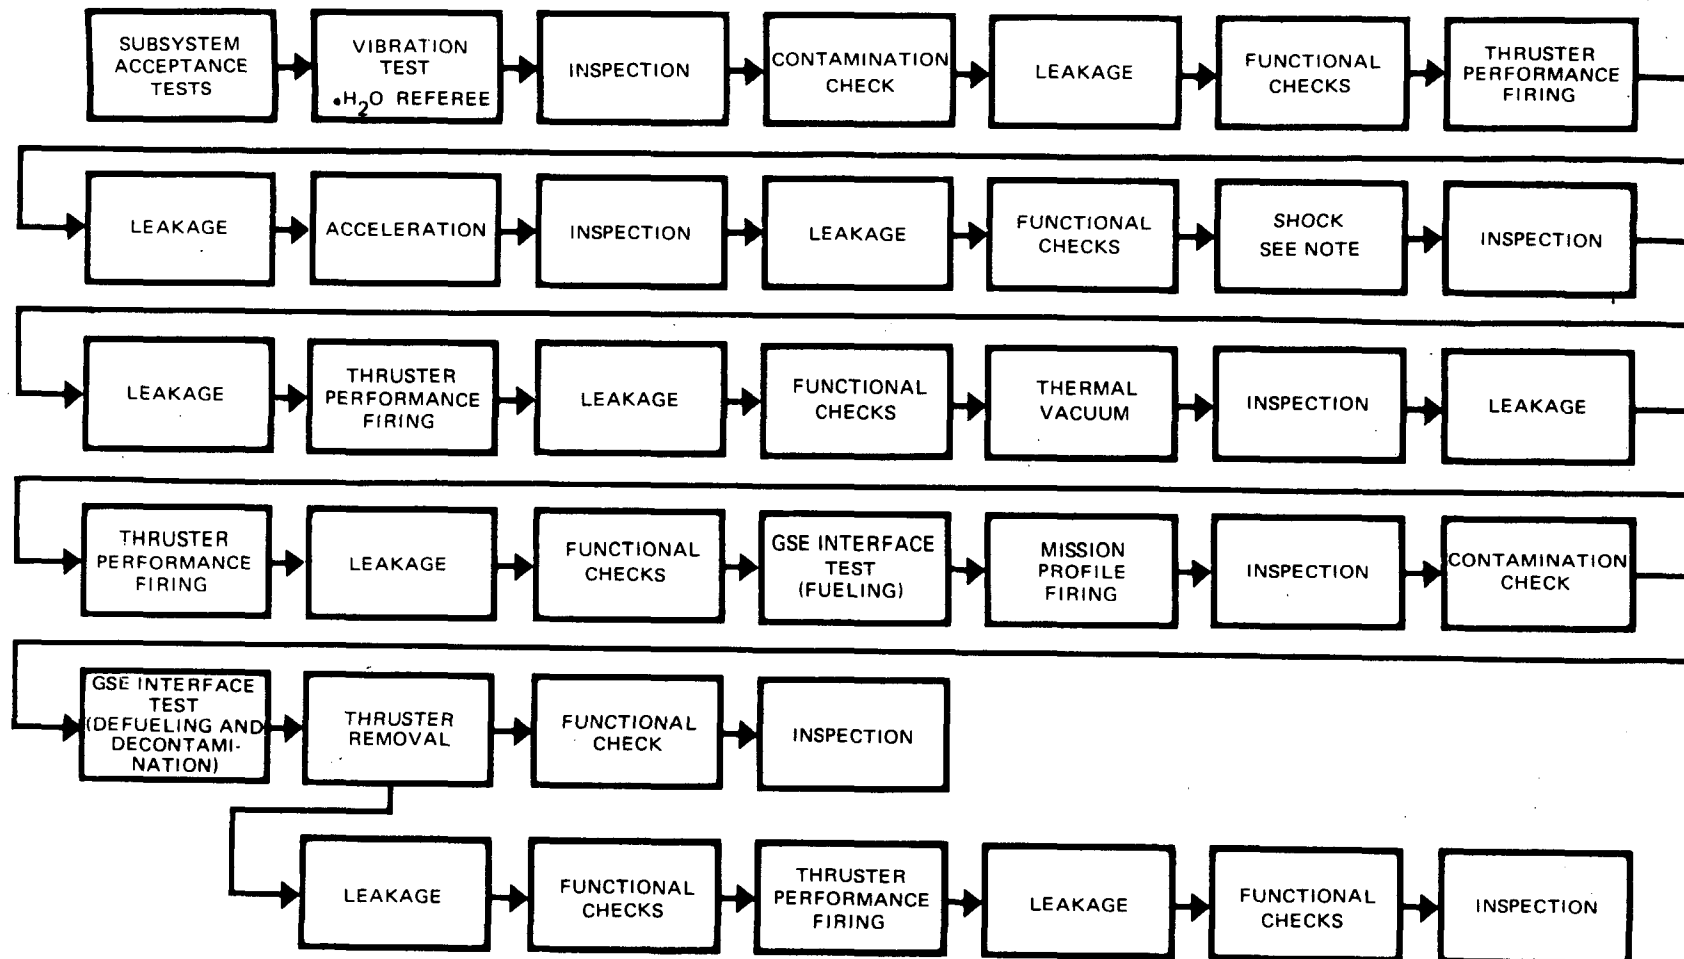 SUBSYSTEM
ACCEPTANCE
TESTS
VIBRATION
TEST
•H2O REFEREE
INSPECTION
CONTAMINATION
CHECK
LEAKAGE
FUNCTIONAL
CHECKS
THRUSTER
PERFORMANCE
FIRING
LEAKAGE
ACCELERATION
INSPECTION
LEAKAGE
FUNCTIONAL
CHECKS
SHOCK
SEE NOTE
INSPECTION
LEAKAGE
THRUSTER
PERFORMANCE
FIRING
LEAKAGE
FUNCTIONAL
CHECKS
THERMAL
VACUUM
INSPECTION
LEAKAGE
THRUSTER
PERFORMANCE
FIRING
LEAKAGE
FUNCTIONAL
CHECKS
GSE INTERFACE
TEST
(FUELING)
MISSION
PROFILE
FIRING
INSPECTION
CONTAMINATION
CHECK
GSE INTERFACE
TEST
(DEFUELING AND
DECONTAMI-
NATION)
THRUSTER
REMOVAL
FUNCTIONAL
CHECK
INSPECTION
LEAKAGE
FUNCTIONAL
CHECKS
THRUSTER
PERFORMANCE
FIRING
LEAKAGE
FUNCTIONAL
CHECKS
INSPECTION